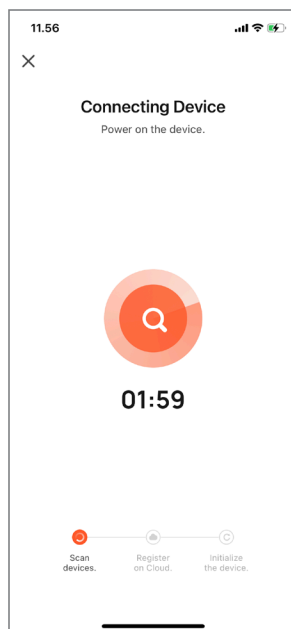 11.56
Connecting Device
Power on the device.
01:59
Scan
devices.
Register
on Cloud.
Initialize
the device.